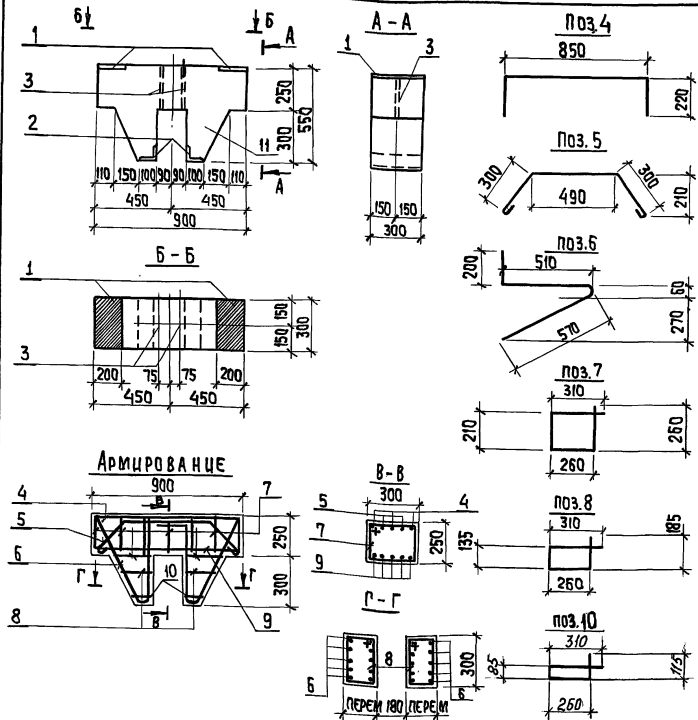 Б Б
А
1
3
2
11
250
300
550
110 150 100 90 90 100 150 110
450 450
900
А
А - А
1 3
150 150
300
Поз.4
850
220
Поз. 5
300 490 300 210
поз.6
200 510 60
570 270
Б - Б
1
3
150 150 300
200 75 75 200
450 450
поз.7
310
210 260
260
Армирование
900
В
4 7
5
6
Г Г
10
250
300
8 В 9
В - В
300
5 4
7
250
9
Г - Г
8
6 6
300
ПЕРЕМ 180 ПЕРЕМ
поз.8
310
135 185
260
поз.10
310
85 115
260